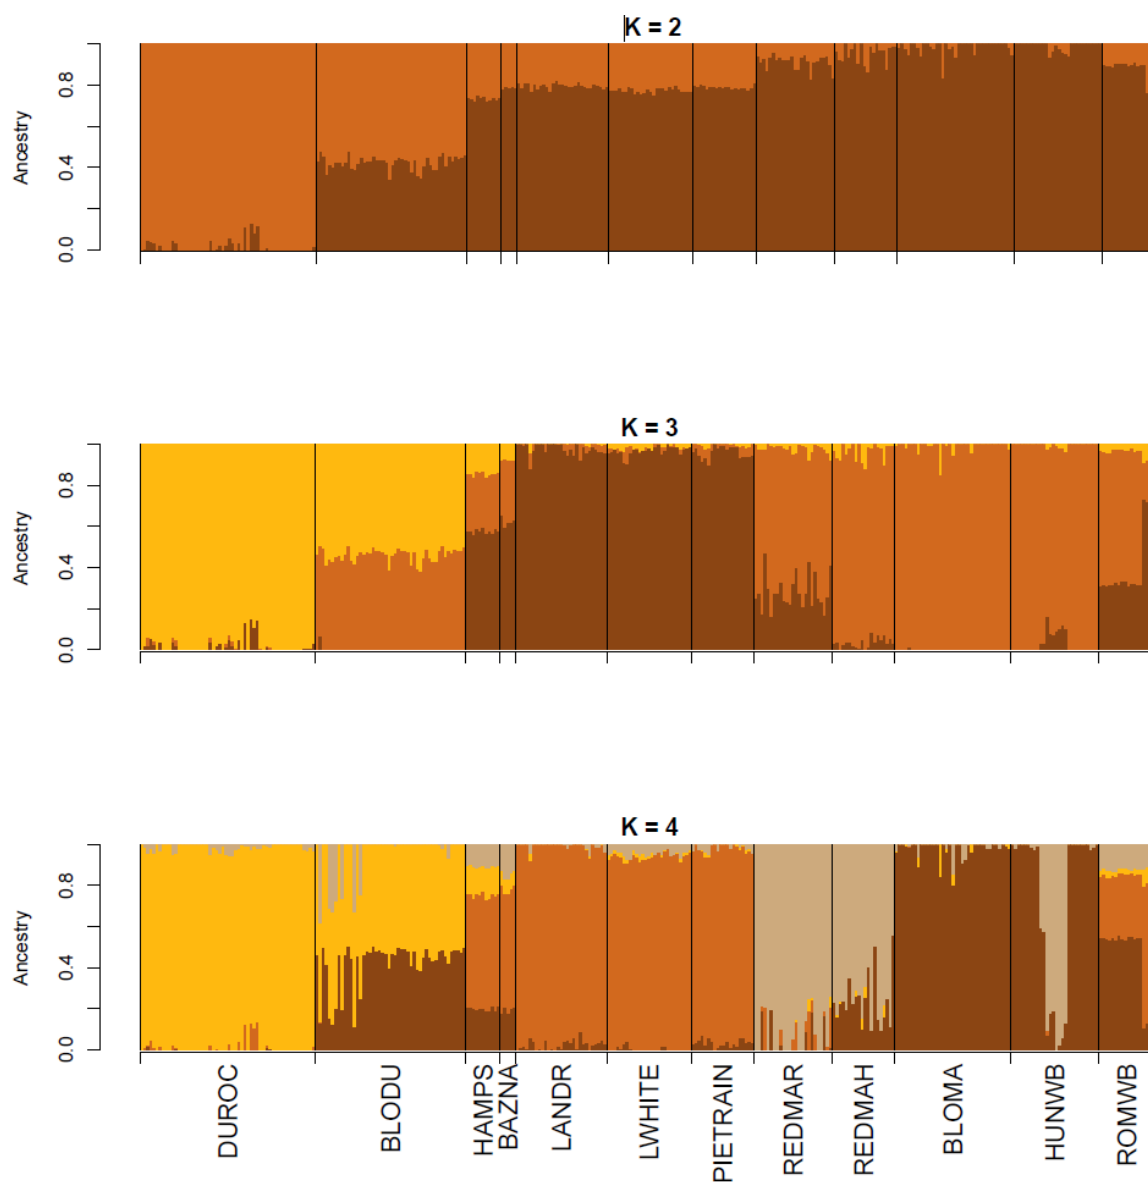 K = 2
Ancestry
0.8
0.4
0.0
K = 3
Ancestry
0.8
0.4
0.0
K = 4
Ancestry
0.8
0.4
0.0
DUROC
BLODU
HAMPS
BAZNA
LANDR
LWHITE
PIETRAIN
REDMAR
REDMAH
BLOMA
HUNWB
ROMWB